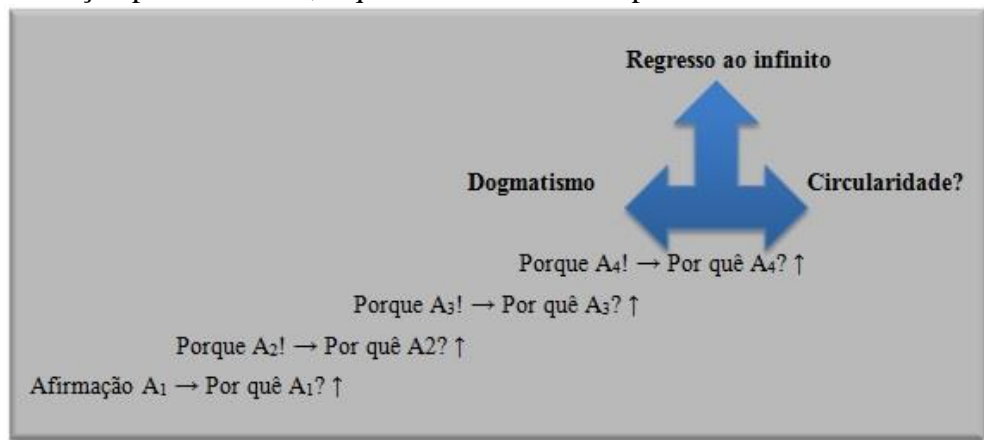 Regresso ao infinito
Dogmatismo Circularidade?
Porque A₄! → Por quê A₄? ↑
Porque A₃! → Por quê A₃? ↑
Porque A₂! → Por quê A2? ↑
Afirmação A₁ → Por quê A₁? ↑